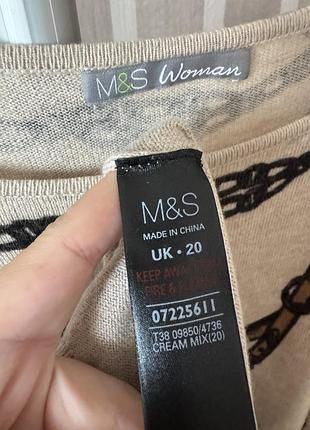 M&S Woman
M&S
MADE IN CHINA
UK • 20
KEEP AWAY FROM
FIRE & FLAMES
07225611
T38 09850/4736
CREAM MIX(20)